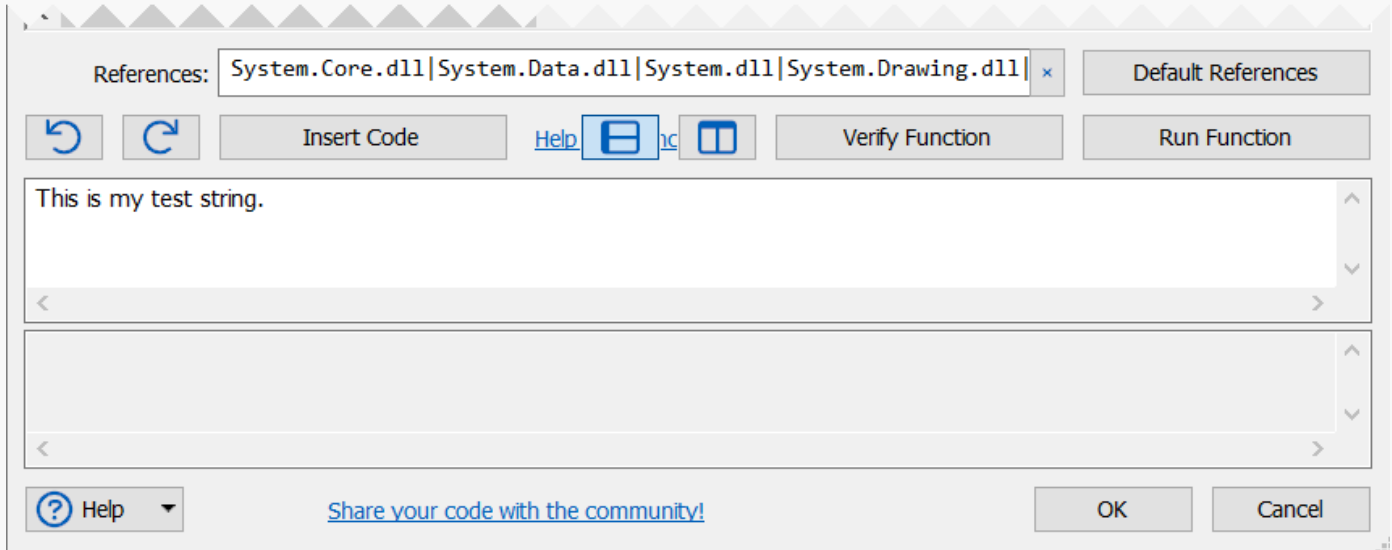 References: System.Core.dll|System.Data.dll|System.dll|System.Drawing.dll| × Default References
Insert Code Help Verify Function Run Function
This is my test string.
Help Share your code with the community! OK Cancel